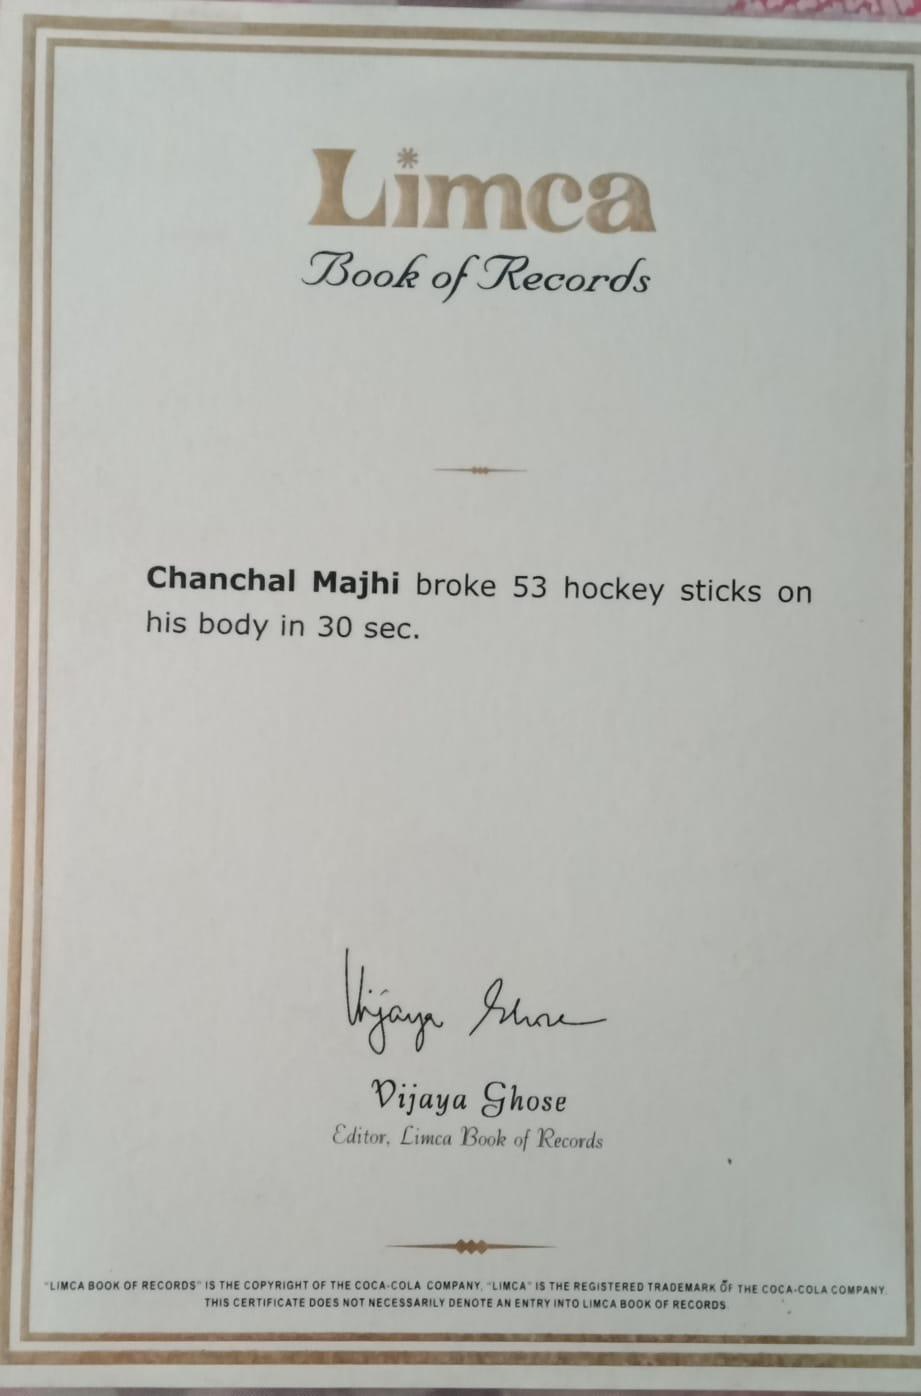 Limca
Book of Records
Chanchal Majhi broke 53 hockey sticks on
his body in 30 sec.
Vijaya Ghose
Vijaya Ghose
Editor, Limca Book of Records
"LIMCA BOOK OF RECORDS" IS THE COPYRIGHT OF THE COCA-COLA COMPANY. "LIMCA" IS THE REGISTERED TRADEMARK OF THE COCA-COLA COMPANY.
THIS CERTIFICATE DOES NOT NECESSARILY DENOTE AN ENTRY INTO LIMCA BOOK OF RECORDS.